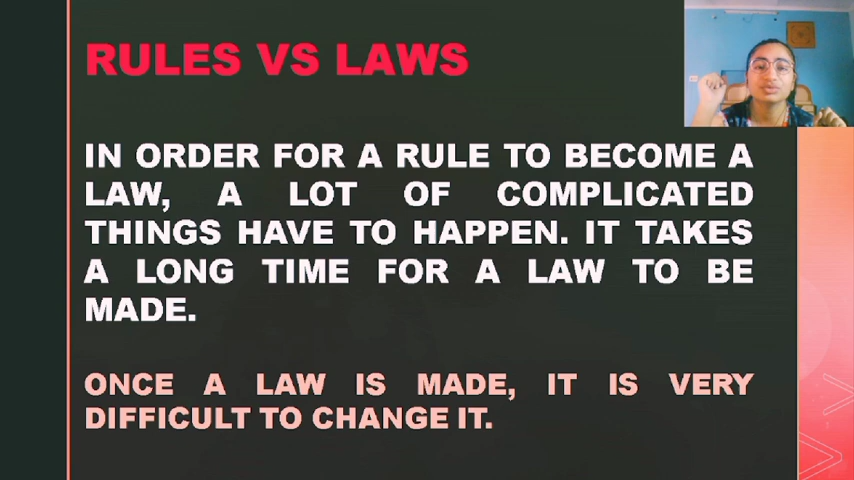 RULES VS LAWS
IN ORDER FOR A RULE TO BECOME A
LAW, A LOT OF COMPLICATED
THINGS HAVE TO HAPPEN. IT TAKES
A LONG TIME FOR A LAW TO BE
MADE.
ONCE A LAW IS MADE, IT IS VERY
DIFFICULT TO CHANGE IT.